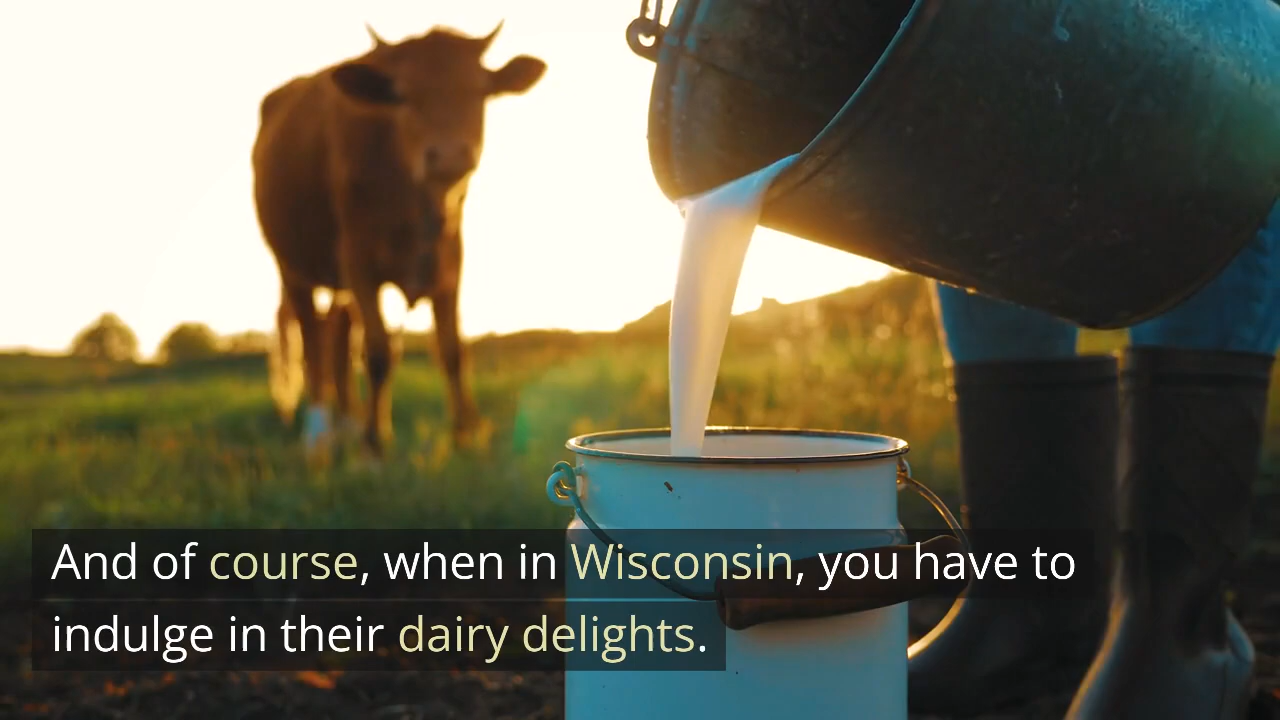 And of course, when in Wisconsin, you have to
indulge in their dairy delights.